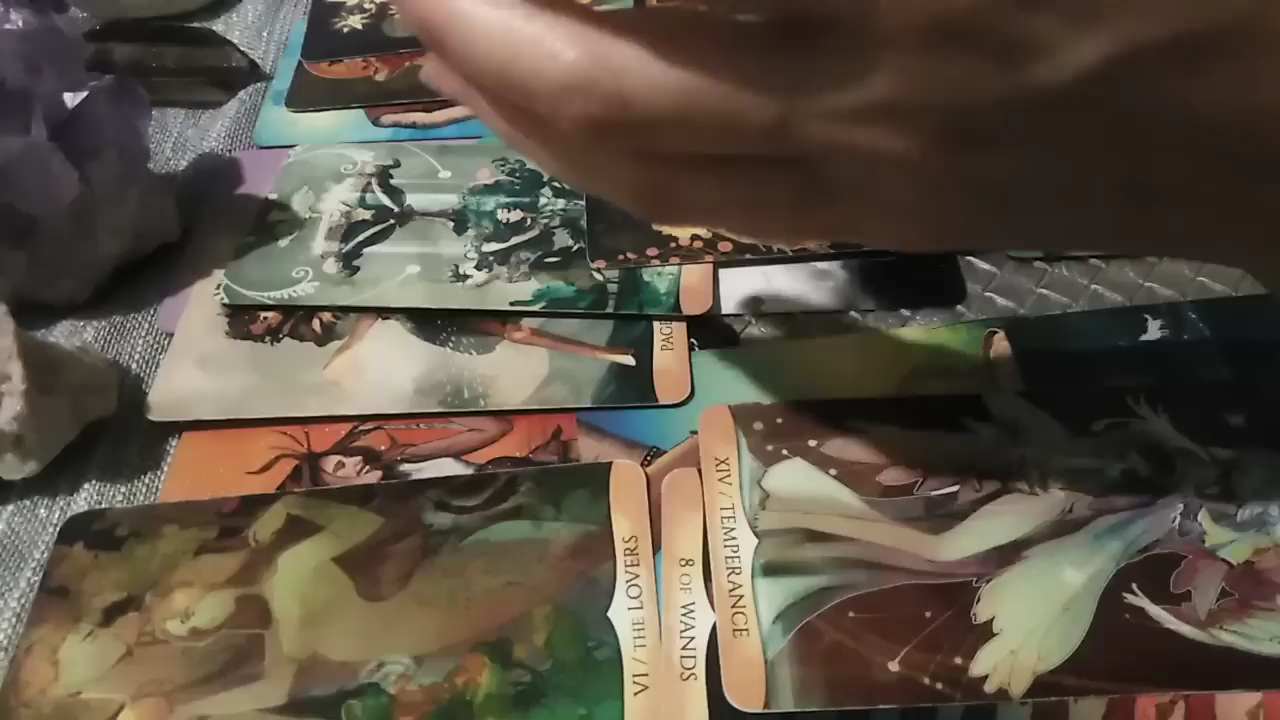 PAGE
VI / THE LOVERS
8 OF WANDS
XIV / TEMPERANCE